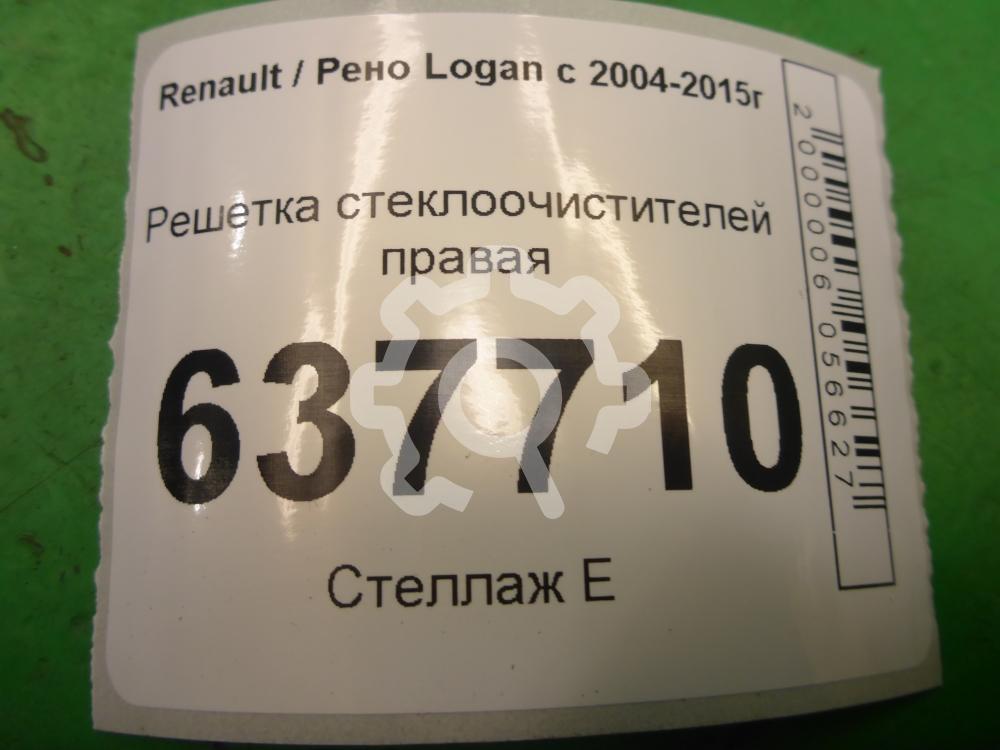 Renault / Рено Logan с 2004-2015г
Решетка стеклоочистителей
правая
637710
Стеллаж Е
2000006056627